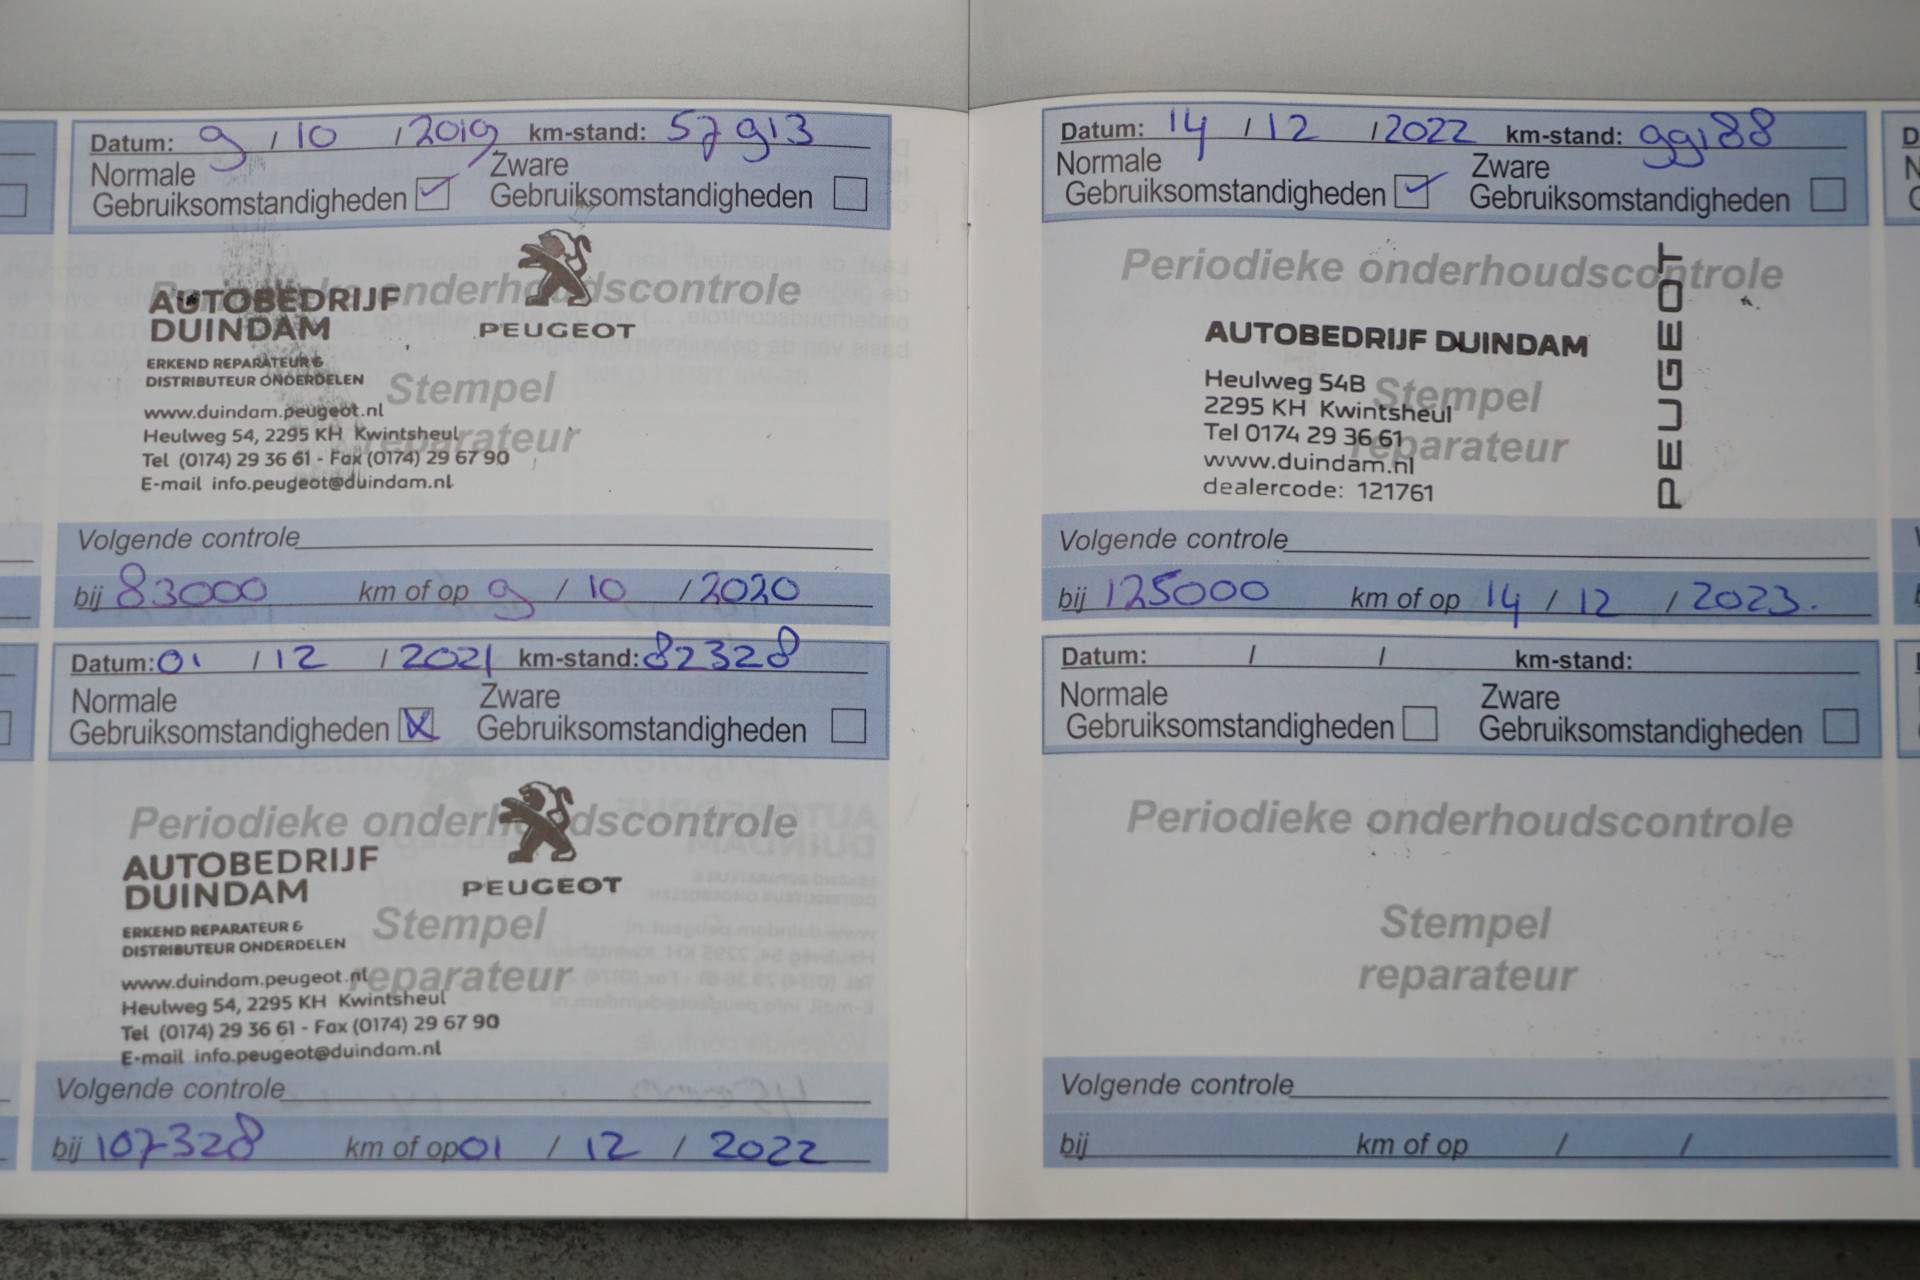 Datum: 9 / 10 / 2019 km-stand: 57913
Normale Gebruiksomstandigheden
Zware Gebruiksomstandigheden
Periodieke onderhoudscontrole
AUTOBEDRIJF
DUINDAM
PEUGEOT
ERKEND REPARATEUR &
DISTRIBUTEUR ONDERDELEN
Stempel
reparateur
www.duindam.peugeot.nl
Heulweg 54, 2295 KH Kwintsheul
Tel (0174) 29 36 61 - Fax (0174) 29 67 90
E-mail info.peugeot@duindam.nl
Volgende controle
bij 83000 km of op 9 / 10 / 2020
Datum: 01 / 12 / 2021 km-stand: 82328
Normale Gebruiksomstandigheden
Zware Gebruiksomstandigheden
Periodieke onderhoudscontrole
AUTOBEDRIJF
DUINDAM
PEUGEOT
ERKEND REPARATEUR &
DISTRIBUTEUR ONDERDELEN
Stempel
reparateur
www.duindam.peugeot.nl
Heulweg 54, 2295 KH Kwintsheul
Tel (0174) 29 36 61 - Fax (0174) 29 67 90
E-mail info.peugeot@duindam.nl
Volgende controle
bij 107328 km of op 01 / 12 / 2022
Datum: 14 / 12 / 2022 km-stand: 99188
Normale Gebruiksomstandigheden
Zware Gebruiksomstandigheden
Periodieke onderhoudscontrole
AUTOBEDRIJF DUINDAM
PEUGEOT
Heulweg 54B
2295 KH Kwintsheul
Tel 0174 29 36 61
www.duindam.nl
dealercode: 121761
Stempel
reparateur
Volgende controle
bij 125000 km of op 14 / 12 / 2023.
Datum: / / km-stand:
Normale Gebruiksomstandigheden
Zware Gebruiksomstandigheden
Periodieke onderhoudscontrole
Stempel
reparateur
Volgende controle
bij km of op / /